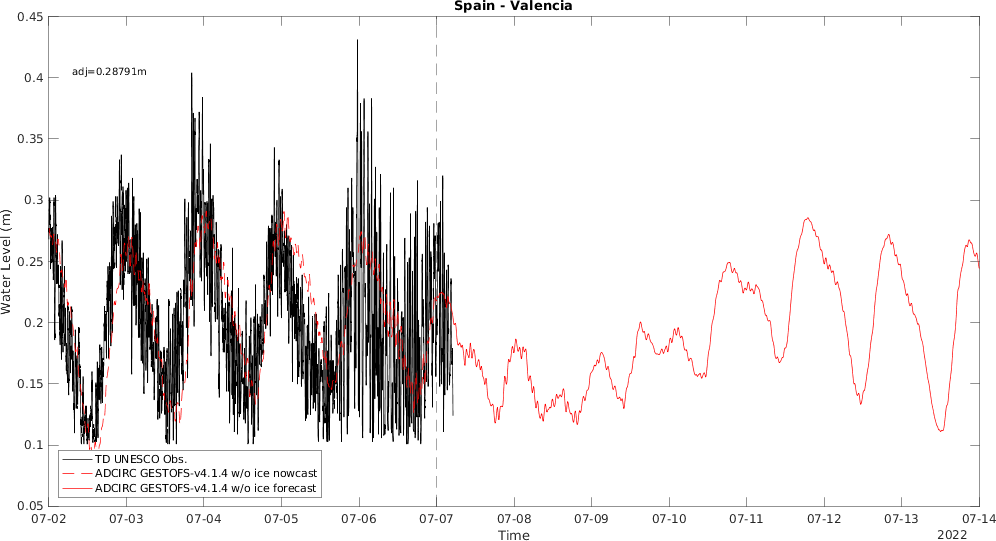 Spain - Valencia
adj=0.28791m
Water Level (m)
0.45
0.4
0.35
0.3
0.25
0.2
0.15
0.1
0.05
TD UNESCO Obs.
ADCIRC GESTOFS-v4.1.4 w/o ice nowcast
ADCIRC GESTOFS-v4.1.4 w/o ice forecast
07-02 07-03 07-04 07-05 07-06 07-07 07-08 07-09 07-10 07-11 07-12 07-13 07-14
Time
2022